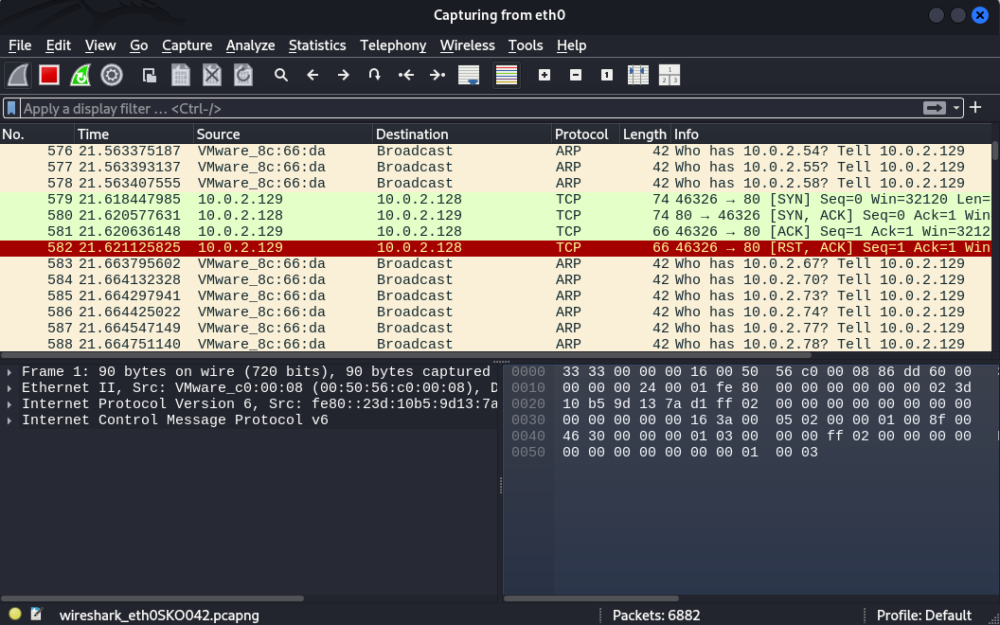 Capturing from eth0
File Edit View Go Capture Analyze Statistics Telephony Wireless Tools Help
Apply a display filter ... <Ctrl-/>
No. Time Source Destination Protocol Length Info
576 21.563375187 VMware_8c:66:da Broadcast ARP 42 Who has 10.0.2.54? Tell 10.0.2.129
577 21.563393137 VMware_8c:66:da Broadcast ARP 42 Who has 10.0.2.55? Tell 10.0.2.129
578 21.563407555 VMware_8c:66:da Broadcast ARP 42 Who has 10.0.2.58? Tell 10.0.2.129
579 21.618447985 10.0.2.129 10.0.2.128 TCP 74 46326 → 80 [SYN] Seq=0 Win=32120 Len=
580 21.620577631 10.0.2.128 10.0.2.129 TCP 74 80 → 46326 [SYN, ACK] Seq=0 Ack=1 Win
581 21.620636148 10.0.2.129 10.0.2.128 TCP 66 46326 → 80 [ACK] Seq=1 Ack=1 Win=3212
582 21.621125825 10.0.2.129 10.0.2.128 TCP 66 46326 → 80 [RST, ACK] Seq=1 Ack=1 Win
583 21.663795602 VMware_8c:66:da Broadcast ARP 42 Who has 10.0.2.67? Tell 10.0.2.129
584 21.664132328 VMware_8c:66:da Broadcast ARP 42 Who has 10.0.2.70? Tell 10.0.2.129
585 21.664297941 VMware_8c:66:da Broadcast ARP 42 Who has 10.0.2.73? Tell 10.0.2.129
586 21.664425022 VMware_8c:66:da Broadcast ARP 42 Who has 10.0.2.74? Tell 10.0.2.129
587 21.664547149 VMware_8c:66:da Broadcast ARP 42 Who has 10.0.2.77? Tell 10.0.2.129
588 21.664751140 VMware_8c:66:da Broadcast ARP 42 Who has 10.0.2.78? Tell 10.0.2.129
Frame 1: 90 bytes on wire (720 bits), 90 bytes captured
Ethernet II, Src: VMware_c0:00:08 (00:50:56:c0:00:08), D
Internet Protocol Version 6, Src: fe80::23d:10b5:9d13:7a
Internet Control Message Protocol v6
0000 33 33 00 00 00 16 00 50 56 c0 00 08 86 dd 60 00
0010 00 00 00 24 00 01 fe 80 00 00 00 00 00 00 02 3d
0020 10 b5 9d 13 7a d1 ff 02 00 00 00 00 00 00 00 00
0030 00 00 00 00 00 16 3a 00 05 02 00 00 01 00 8f 00
0040 46 30 00 00 00 01 03 00 00 00 ff 02 00 00 00 00
0050 00 00 00 00 00 00 00 01 00 03
wireshark_eth0SKO042.pcapng Packets: 6882 Profile: Default